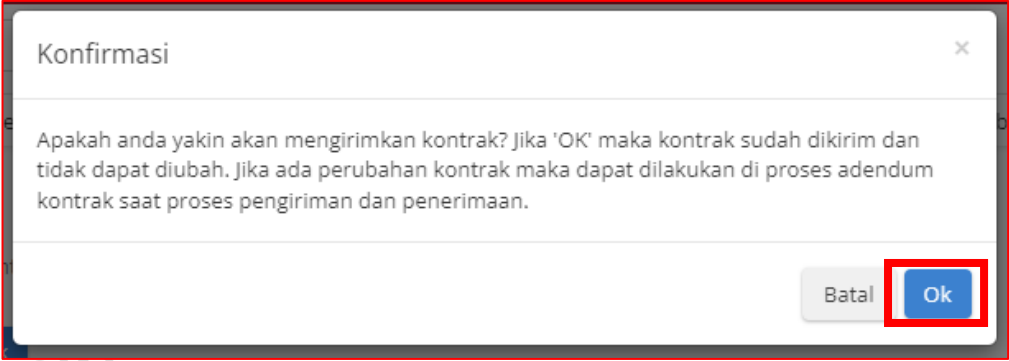 Konfirmasi
×
Apakah anda yakin akan mengirimkan kontrak? Jika 'OK' maka kontrak sudah dikirim dan
tidak dapat diubah. Jika ada perubahan kontrak maka dapat dilakukan di proses adendum
kontrak saat proses pengiriman dan penerimaan.
Batal
Ok